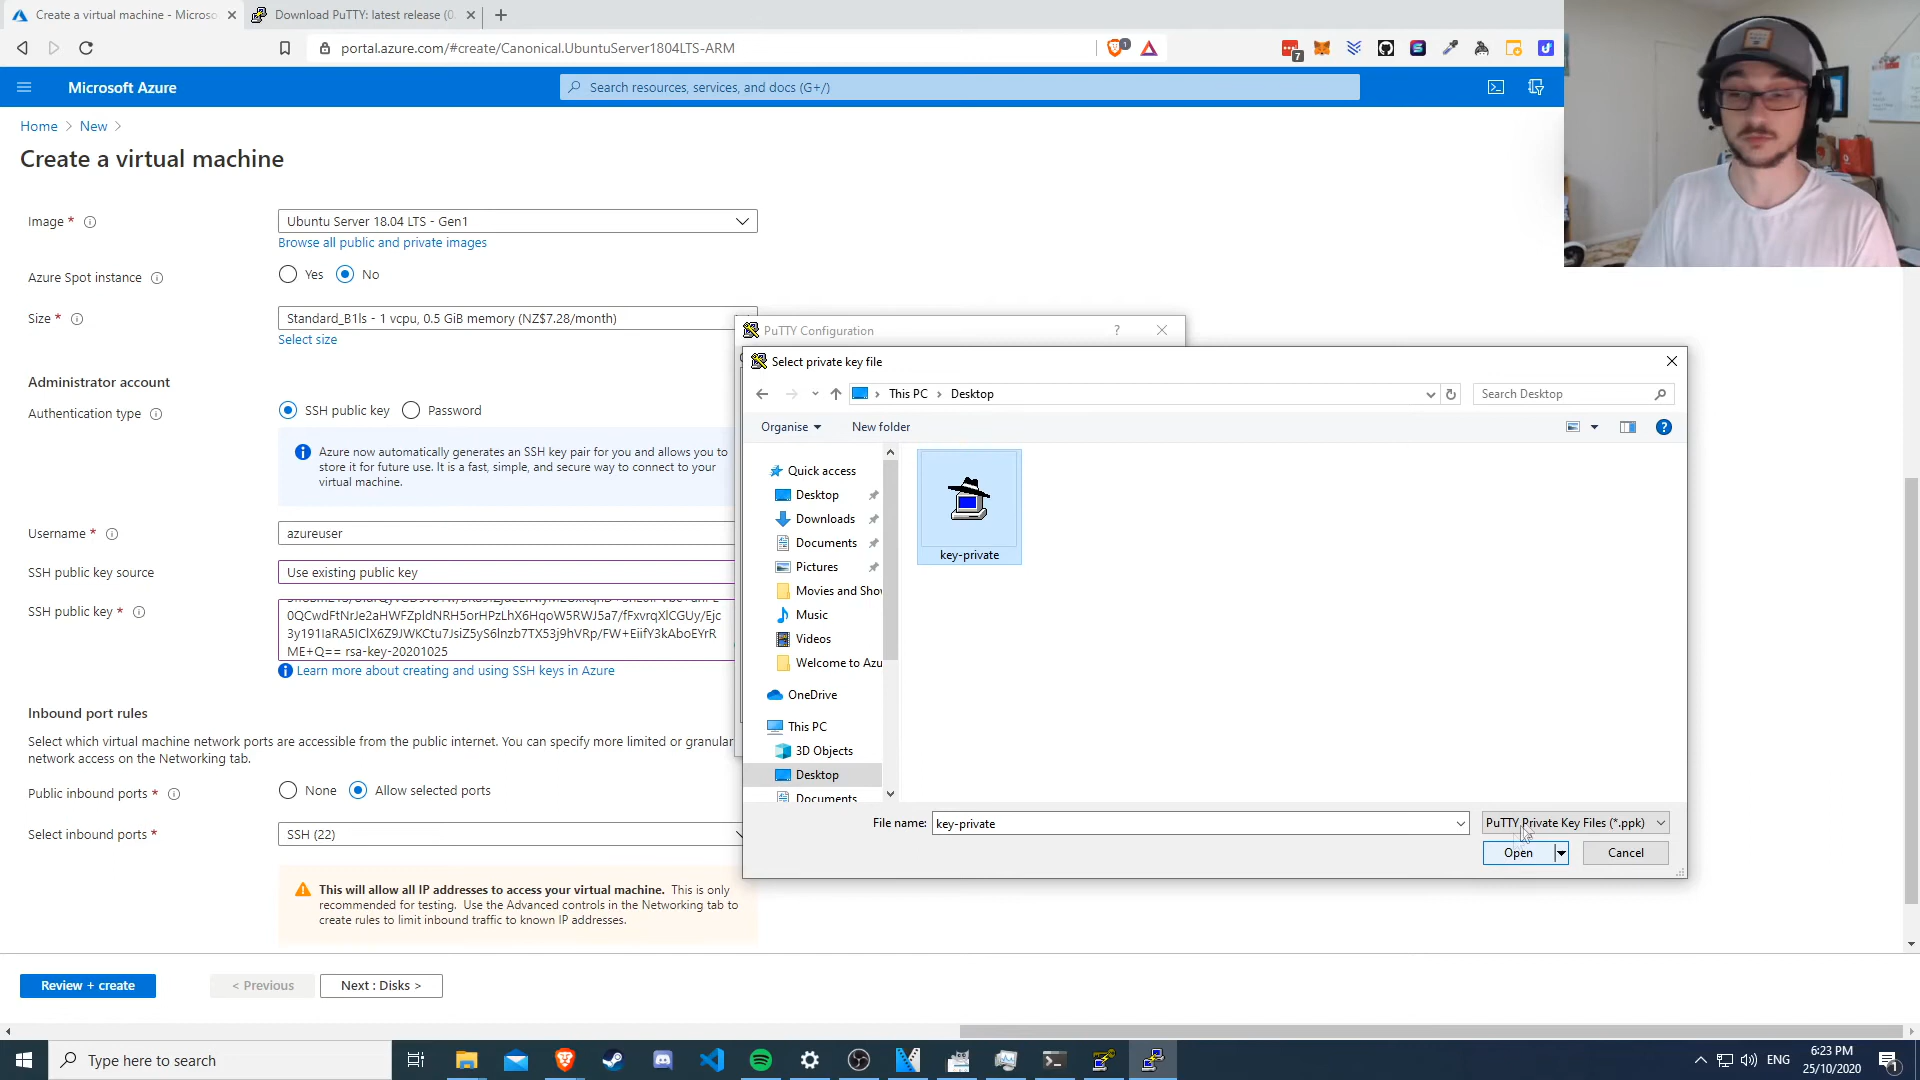 Create a virtual machine - Micros
Download PuTTY: latest release (0.
portal.azure.com/#create/Canonical.UbuntuServer1804LTS-ARM
1
7
Microsoft Azure
Search resources, services, and docs (G+/)
Home > New >
Create a virtual machine
Image *
Ubuntu Server 18.04 LTS - Gen1
Browse all public and private images
Azure Spot instance
Yes
No
Size *
Standard_B1ls - 1 vcpu, 0.5 GiB memory (NZ$7.28/month)
Select size
Administrator account
Authentication type
SSH public key
Password
Azure now automatically generates an SSH key pair for you and allows you to
store it for future use. It is a fast, simple, and secure way to connect to your
virtual machine.
Username *
azureuser
SSH public key source
Use existing public key
SSH public key *
0QCwdFtNrJe2aHWFZpldNRH5orHPzLhX6HqoW5RWJ5a7/fFxvrqXlCGUy/Ejc
3y191IaRA5IClX6Z9JWKCtu7JsiZ5yS6lnzb7TX53j9hVRp/FW+EiifY3kAboEYrR
ME+Q== rsa-key-20201025
Learn more about creating and using SSH keys in Azure
Inbound port rules
Select which virtual machine network ports are accessible from the public internet. You can specify more limited or granular
network access on the Networking tab.
Public inbound ports *
None
Allow selected ports
Select inbound ports *
SSH (22)
This will allow all IP addresses to access your virtual machine. This is only
recommended for testing. Use the Advanced controls in the Networking tab to
create rules to limit inbound traffic to known IP addresses.
Review + create
< Previous
Next : Disks >
PuTTY Configuration
?
Select private key file
This PC > Desktop
Search Desktop
Organise
New folder
Quick access
Desktop
Downloads
Documents
Pictures
Movies and Sho
Music
Videos
Welcome to Azu
OneDrive
This PC
3D Objects
Desktop
Documents
key-private
File name:
key-private
PuTTY Private Key Files (*.ppk)
Open
Cancel
Type here to search
ENG
6:23 PM
25/10/2020
1